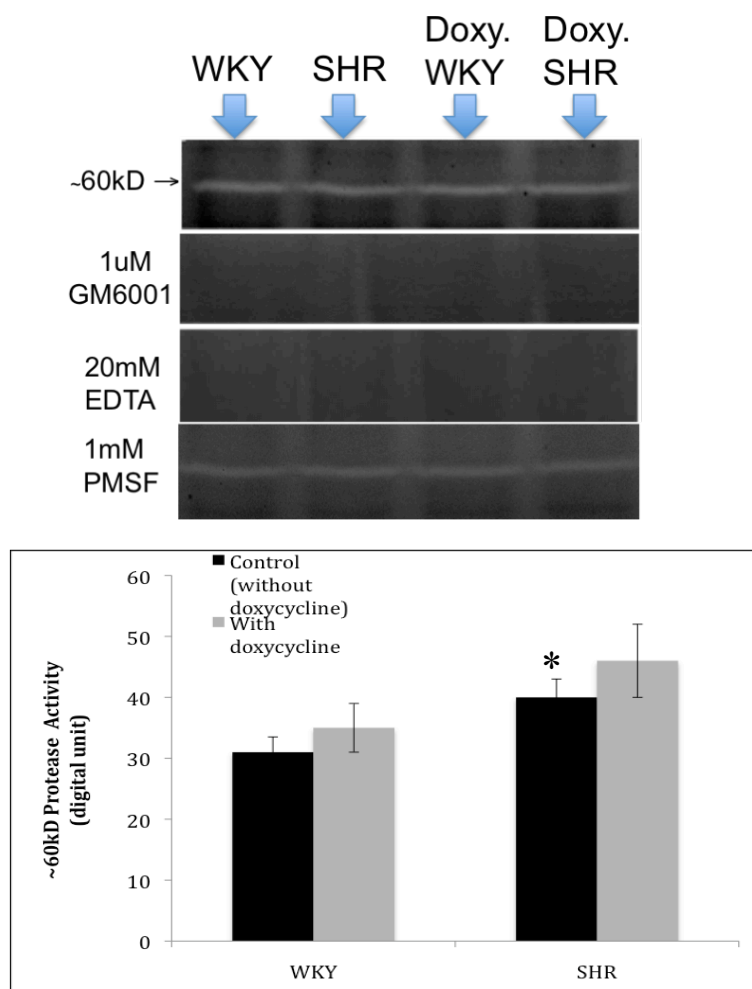 Doxy. Doxy.
WKY SHR WKY SHR
~60kD →
1uM
GM6001
20mM
EDTA
1mM
PMSF
Control
(without
doxycycline)
With
doxycycline
60
50
40
30
20
10
0
~60kD Protease Activity
(digital unit)
*
WKY SHR